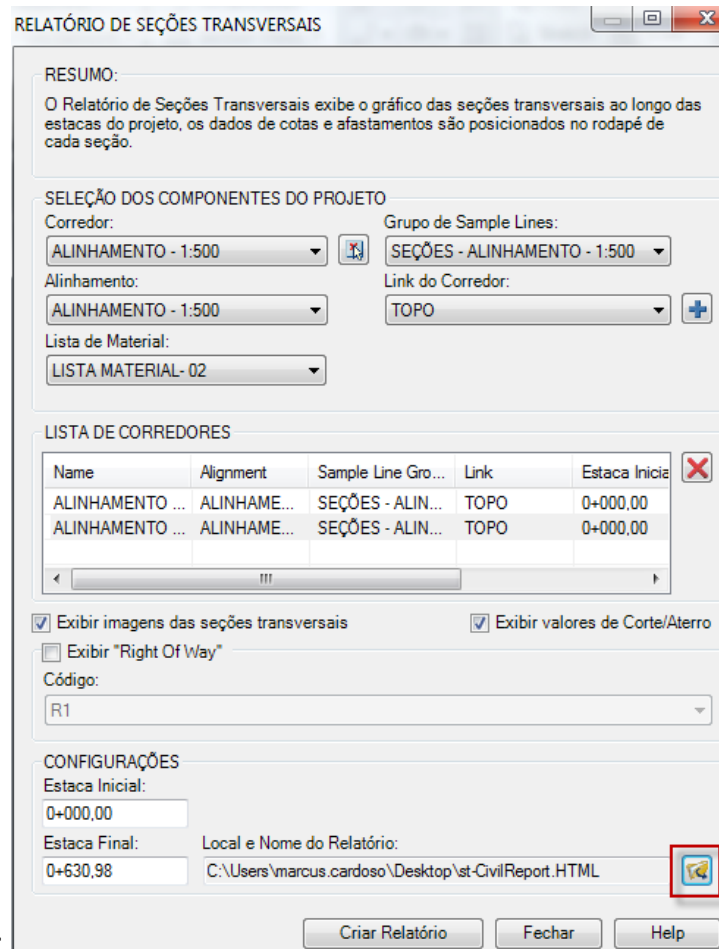 RELATÓRIO DE SEÇÕES TRANSVERSAIS
RESUMO:
O Relatório de Seções Transversais exibe o gráfico das seções transversais ao longo das
estacas do projeto, os dados de cotas e afastamentos são posicionados no rodapé de
cada seção.
SELEÇÃO DOS COMPONENTES DO PROJETO
Corredor: Grupo de Sample Lines:
ALINHAMENTO - 1:500 SEÇÕES - ALINHAMENTO - 1:500
Alinhamento: Link do Corredor:
ALINHAMENTO - 1:500 TOPO
Lista de Material:
LISTA MATERIAL- 02
LISTA DE CORREDORES
Name Alignment Sample Line Gro... Link Estaca Inicia
ALINHAMENTO ... ALINHAME... SEÇÕES - ALIN... TOPO 0+000,00
ALINHAMENTO ... ALINHAME... SEÇÕES - ALIN... TOPO 0+000,00
Exibir imagens das seções transversais Exibir valores de Corte/Aterro
Exibir "Right Of Way"
Código:
R1
CONFIGURAÇÕES
Estaca Inicial:
0+000,00
Estaca Final: Local e Nome do Relatório:
0+630,98 C:\Users\marcus.cardoso\Desktop\st-CivilReport.HTML
Criar Relatório Fechar Help